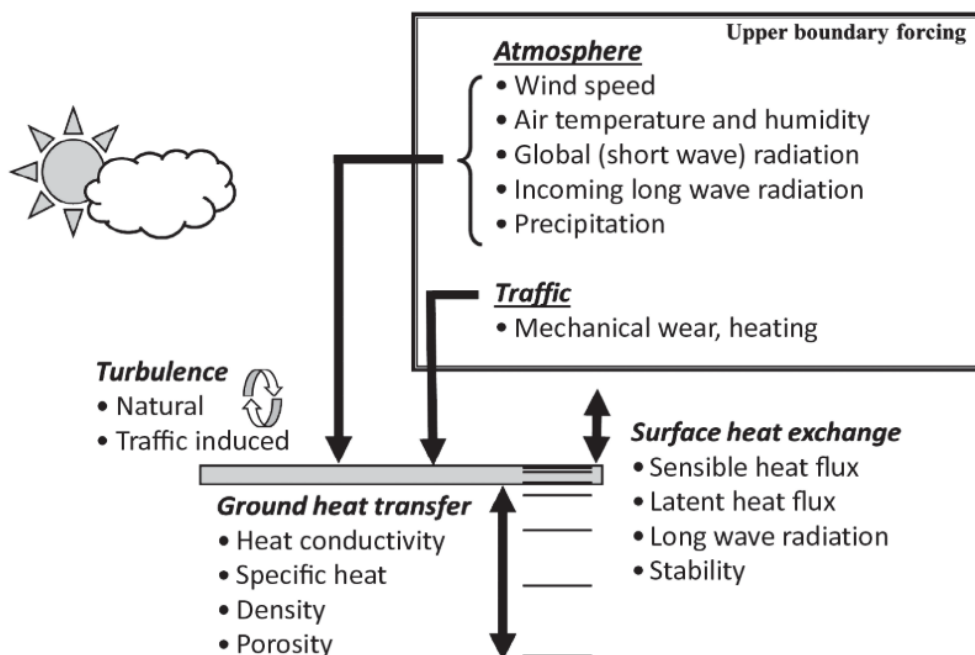 Upper boundary forcing
Atmosphere
• Wind speed
• Air temperature and humidity
• Global (short wave) radiation
• Incoming long wave radiation
• Precipitation
Traffic
• Mechanical wear, heating
Turbulence
• Natural
• Traffic induced
Surface heat exchange
• Sensible heat flux
• Latent heat flux
• Long wave radiation
• Stability
Ground heat transfer
• Heat conductivity
• Specific heat
• Density
• Porosity